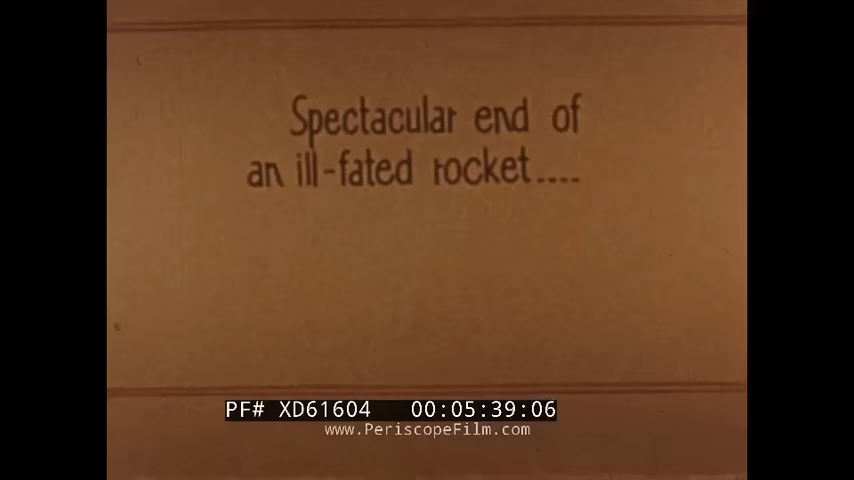 Spectacular end of
an ill-fated rocket....
PF# XD61604 00:05:39:06
www.PeriscopeFilm.com